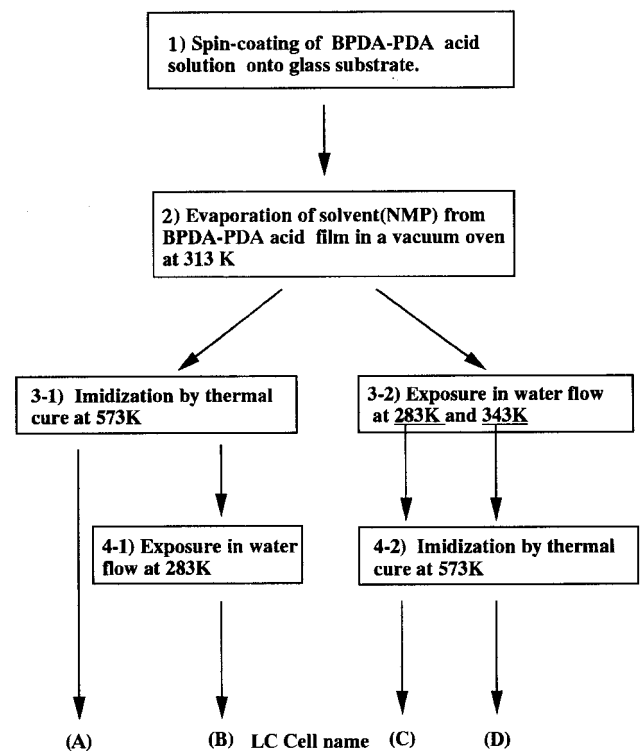 1) Spin-coating of BPDA-PDA acid
solution onto glass substrate.
2) Evaporation of solvent(NMP) from
BPDA-PDA acid film in a vacuum oven
at 313 K
3-1) Imidization by thermal
cure at 573K
3-2) Exposure in water flow
at 283K and 343K
4-1) Exposure in water
flow at 283K
4-2) Imidization by thermal
cure at 573K
(A) (B) LC Cell name (C) (D)